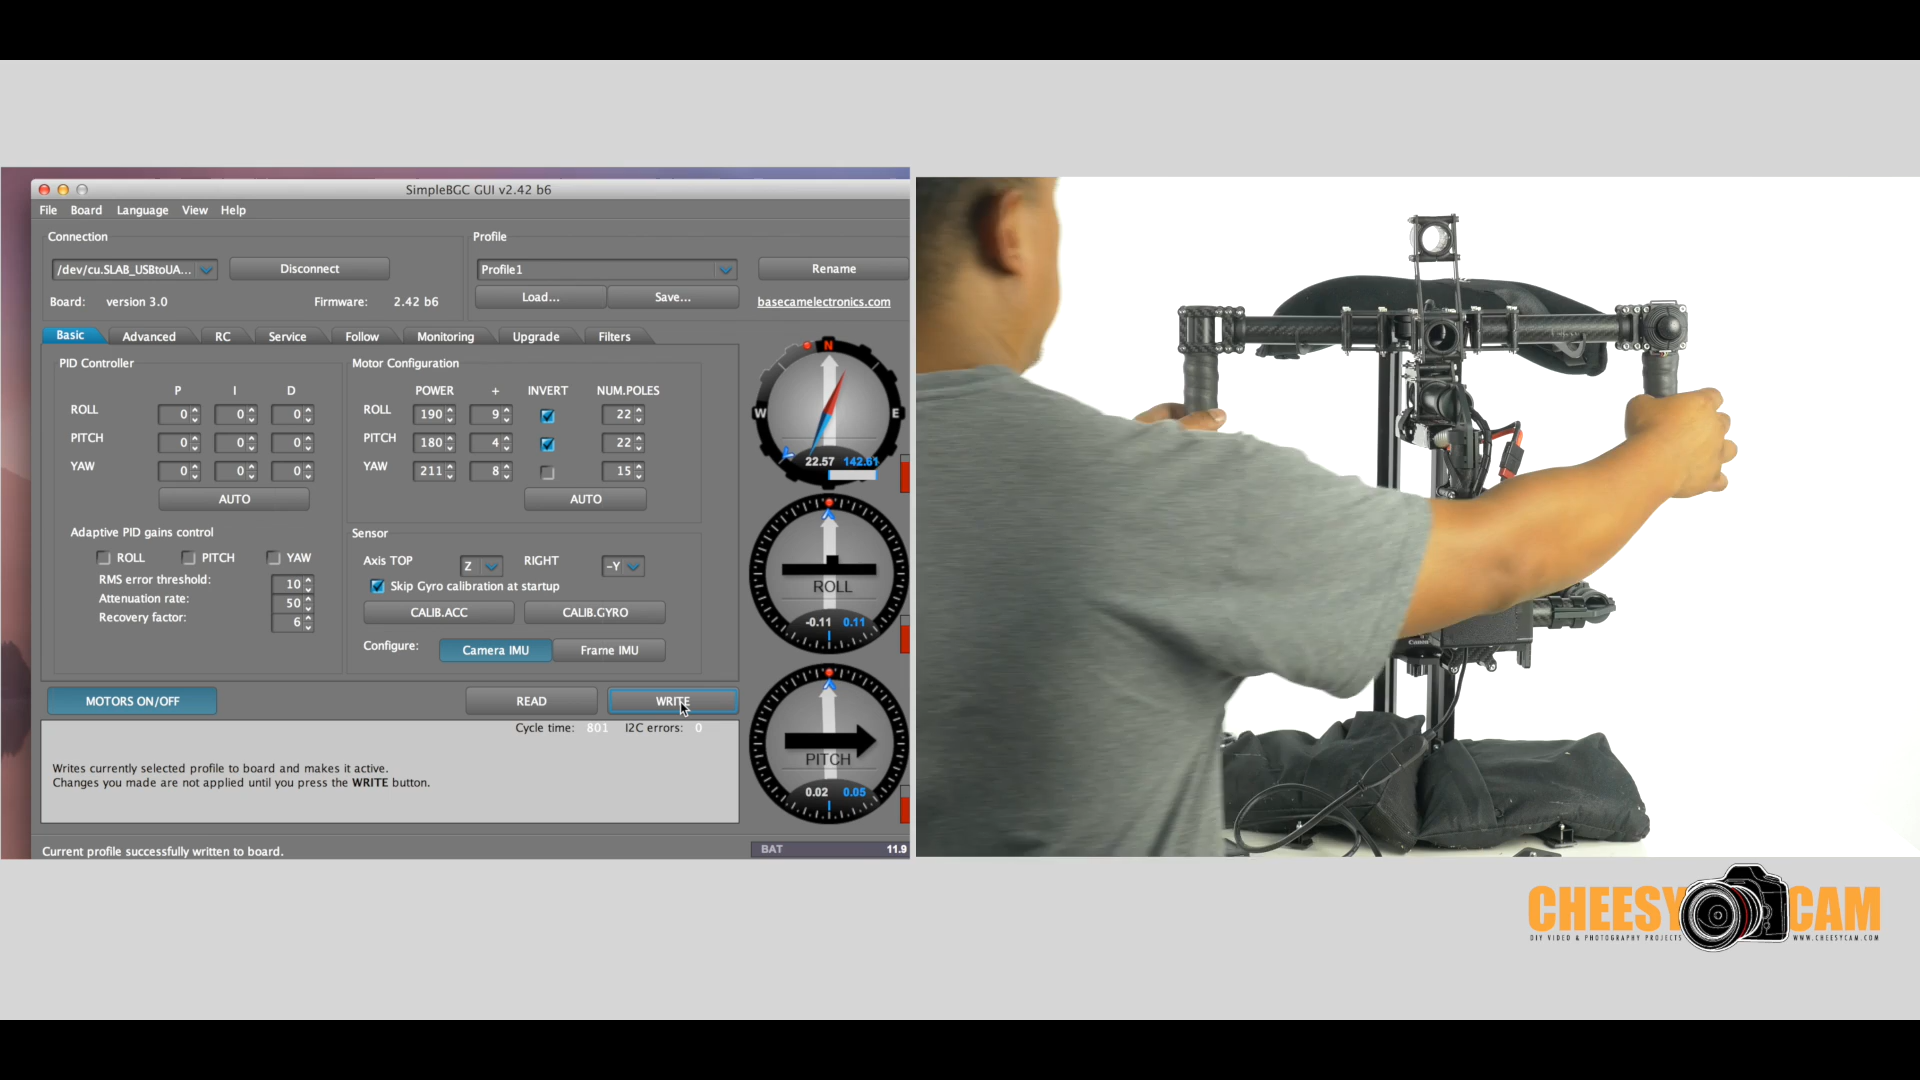 SimpleBGC GUI v2.42 b6
File Board Language View Help
Connection
Profile
/dev/cu.SLAB_USBtoUA...
Disconnect
Profile1
Rename
Load...
Save...
Board: version 3.0 Firmware: 2.42 b6
basecamelectronics.com
Basic Advanced RC Service Follow Monitoring Upgrade Filters
PID Controller
P I D
ROLL 0 0 0
PITCH 0 0 0
YAW 0 0 0
AUTO
Motor Configuration
POWER + INVERT NUM.POLES
ROLL 190 9 22
PITCH 180 4 22
YAW 211 8 15
AUTO
Adaptive PID gains control
ROLL PITCH YAW
RMS error threshold: 10
Attenuation rate: 50
Recovery factor: 6
Sensor
Axis TOP Z RIGHT -Y
Skip Gyro calibration at startup
CALIB.ACC CALIB.GYRO
Configure: Camera IMU Frame IMU
MOTORS ON/OFF READ WRITE
Cycle time: 801 I2C errors: 0
Writes currently selected profile to board and makes it active.
Changes you made are not applied until you press the WRITE button.
Current profile successfully written to board.
N
W E
22.57 142.81
ROLL
-0.11 0.11
PITCH
0.02 0.05
BAT 11.9
Canon
CHEESYCAM
DIY VIDEO & PHOTOGRAPHY PROJECTS WWW.CHEESYCAM.COM